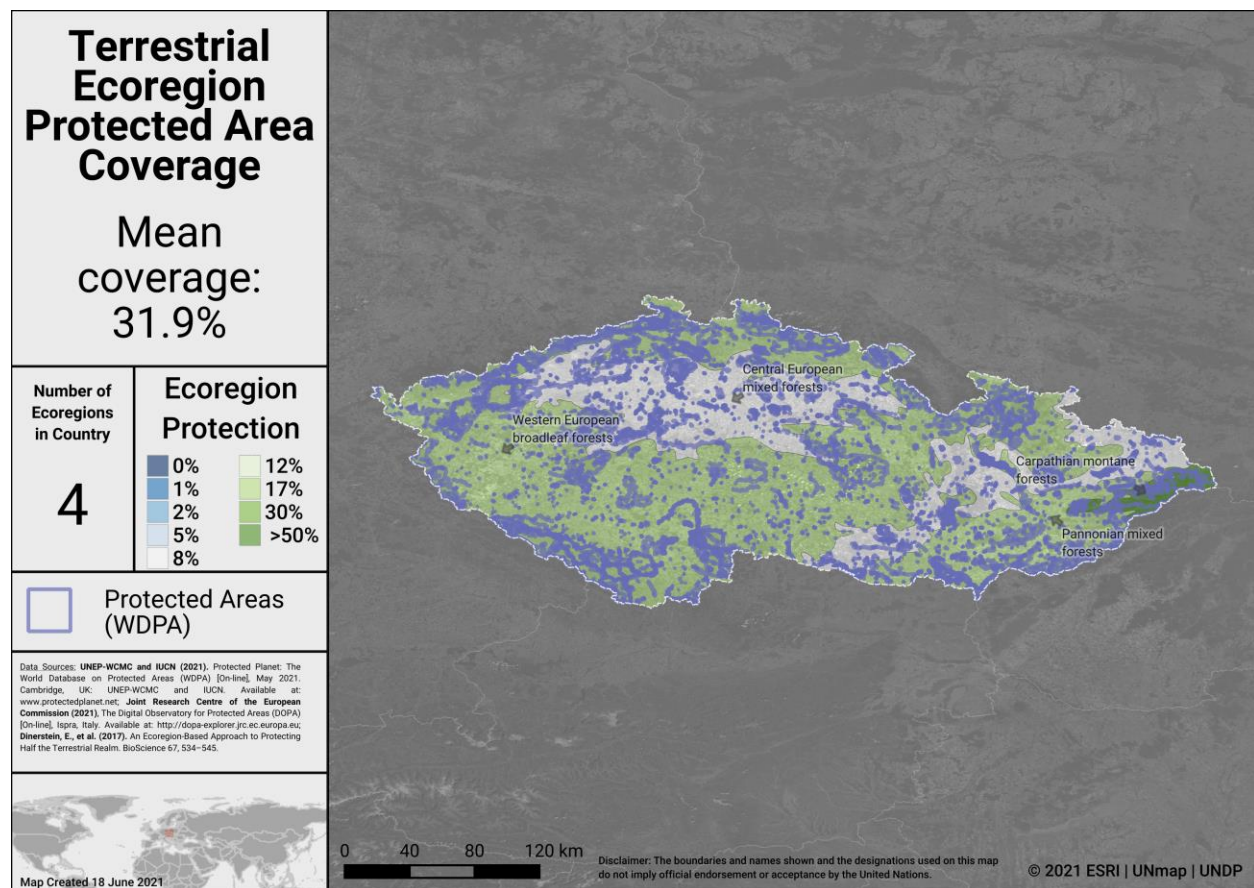 Terrestrial
Ecoregion
Protected Area
Coverage
Mean
coverage:
31.9%
Number of
Ecoregions
in Country
4
Ecoregion
Protection
0%
1%
2%
5%
8%
12%
17%
30%
>50%
Protected Areas
(WDPA)
Data Sources: UNEP-WCMC and IUCN (2021). Protected Planet: The
World Database on Protected Areas (WDPA) [On-line], May 2021.
Cambridge, UK: UNEP-WCMC and IUCN. Available at:
www.protectedplanet.net; Joint Research Centre of the European
Commission (2021), The Digital Observatory for Protected Areas (DOPA)
[On-line], Ispra, Italy. Available at: http://dopa-explorer.jrc.ec.europa.eu;
Dinerstein, E., et al. (2017). An Ecoregion-Based Approach to Protecting
Half the Terrestrial Realm. BioScience 67, 534–545.
Map Created 18 June 2021
Central European
mixed forests
Western European
broadleaf forests
Carpathian montane
forests
Pannonian mixed
forests
0 40 80 120 km
Disclaimer: The boundaries and names shown and the designations used on this map
do not imply official endorsement or acceptance by the United Nations.
© 2021 ESRI | UNmap | UNDP